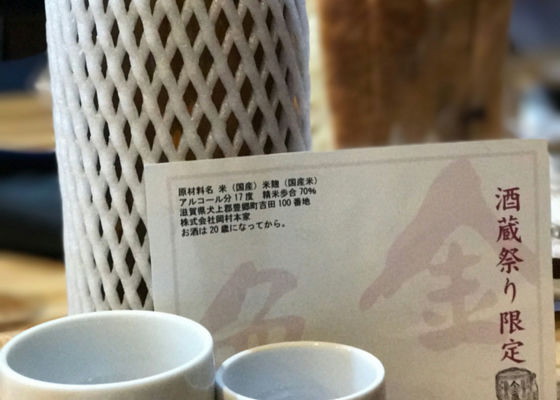 原材料名 米（国産）米麹（国産米）
アルコール分17度 精米歩合70%
滋賀県犬上郡豊郷町吉田100番地
株式会社岡村本家
お酒は20歳になってから。
酒蔵祭り限定
金